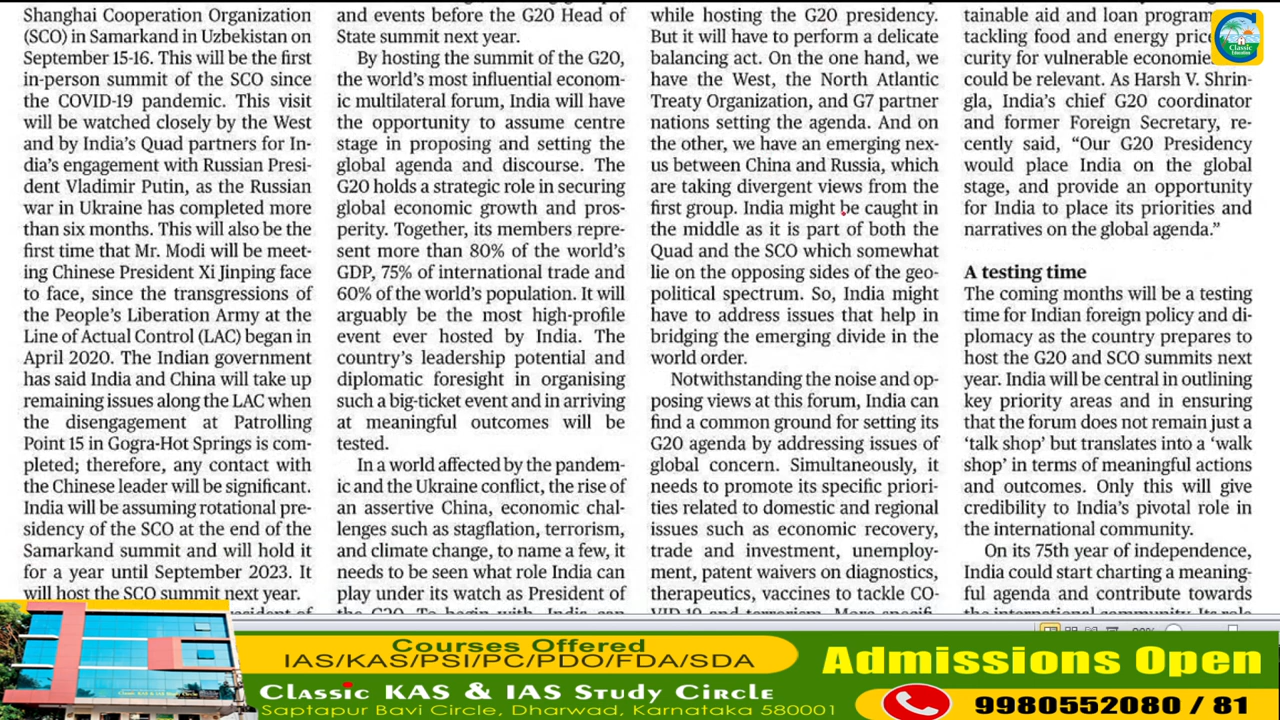 Shanghai Cooperation Organization
(SCO) in Samarkand in Uzbekistan on
September 15-16. This will be the first
in-person summit of the SCO since
the COVID-19 pandemic. This visit
will be watched closely by the West
and by India’s Quad partners for In-
dia’s engagement with Russian Presi-
dent Vladimir Putin, as the Russian
war in Ukraine has completed more
than six months. This will also be the
first time that Mr. Modi will be meet-
ing Chinese President Xi Jinping face
to face, since the transgressions of
the People’s Liberation Army at the
Line of Actual Control (LAC) began in
April 2020. The Indian government
has said India and China will take up
remaining issues along the LAC when
the disengagement at Patrolling
Point 15 in Gogra-Hot Springs is com-
pleted; therefore, any contact with
the Chinese leader will be significant.
India will be assuming rotational pre-
sidency of the SCO at the end of the
Samarkand summit and will hold it
for a year until September 2023. It
will host the SCO summit next year.
and events before the G20 Head of
State summit next year.
By hosting the summit of the G20,
the world’s most influential econom-
ic multilateral forum, India will have
the opportunity to assume centre
stage in proposing and setting the
global agenda and discourse. The
G20 holds a strategic role in securing
global economic growth and pros-
perity. Together, its members repre-
sent more than 80% of the world’s
GDP, 75% of international trade and
60% of the world’s population. It will
arguably be the most high-profile
event ever hosted by India. The
country’s leadership potential and
diplomatic foresight in organising
such a big-ticket event and in arriving
at meaningful outcomes will be
tested.
In a world affected by the pandem-
ic and the Ukraine conflict, the rise of
an assertive China, economic chal-
lenges such as stagflation, terrorism,
and climate change, to name a few, it
needs to be seen what role India can
play under its watch as President of
the G20. To begin with, India can
while hosting the G20 presidency.
But it will have to perform a delicate
balancing act. On the one hand, we
have the West, the North Atlantic
Treaty Organization, and G7 partner
nations setting the agenda. And on
the other, we have an emerging nex-
us between China and Russia, which
are taking divergent views from the
first group. India might be caught in
the middle as it is part of both the
Quad and the SCO which somewhat
lie on the opposing sides of the geo-
political spectrum. So, India might
have to address issues that help in
bridging the emerging divide in the
world order.
Notwithstanding the noise and op-
posing views at this forum, India can
find a common ground for setting its
G20 agenda by addressing issues of
global concern. Simultaneously, it
needs to promote its specific priori-
ties related to domestic and regional
issues such as economic recovery,
trade and investment, unemploy-
ment, patent waivers on diagnostics,
therapeutics, vaccines to tackle CO-
VID-19 and terrorism. More specifi-
tainable aid and loan program
tackling food and energy pric
curity for vulnerable economie
could be relevant. As Harsh V. Shrin-
gla, India’s chief G20 coordinator
and former Foreign Secretary, re-
cently said, “Our G20 Presidency
would place India on the global
stage, and provide an opportunity
for India to place its priorities and
narratives on the global agenda.”
A testing time
The coming months will be a testing
time for Indian foreign policy and di-
plomacy as the country prepares to
host the G20 and SCO summits next
year. India will be central in outlining
key priority areas and in ensuring
that the forum does not remain just a
‘talk shop’ but translates into a ‘walk
shop’ in terms of meaningful actions
and outcomes. Only this will give
credibility to India’s pivotal role in
the international community.
On its 75th year of independence,
India could start charting a meaning-
ful agenda and contribute towards
the international community. Its role
Classic
Education
Courses Offered
IAS/KAS/PSI/PC/PDO/FDA/SDA
Classic KAS & IAS Study Circle
Saptapur Bavi Circle, Dharwad, Karnataka 580001
Admissions Open
9980552080 / 81